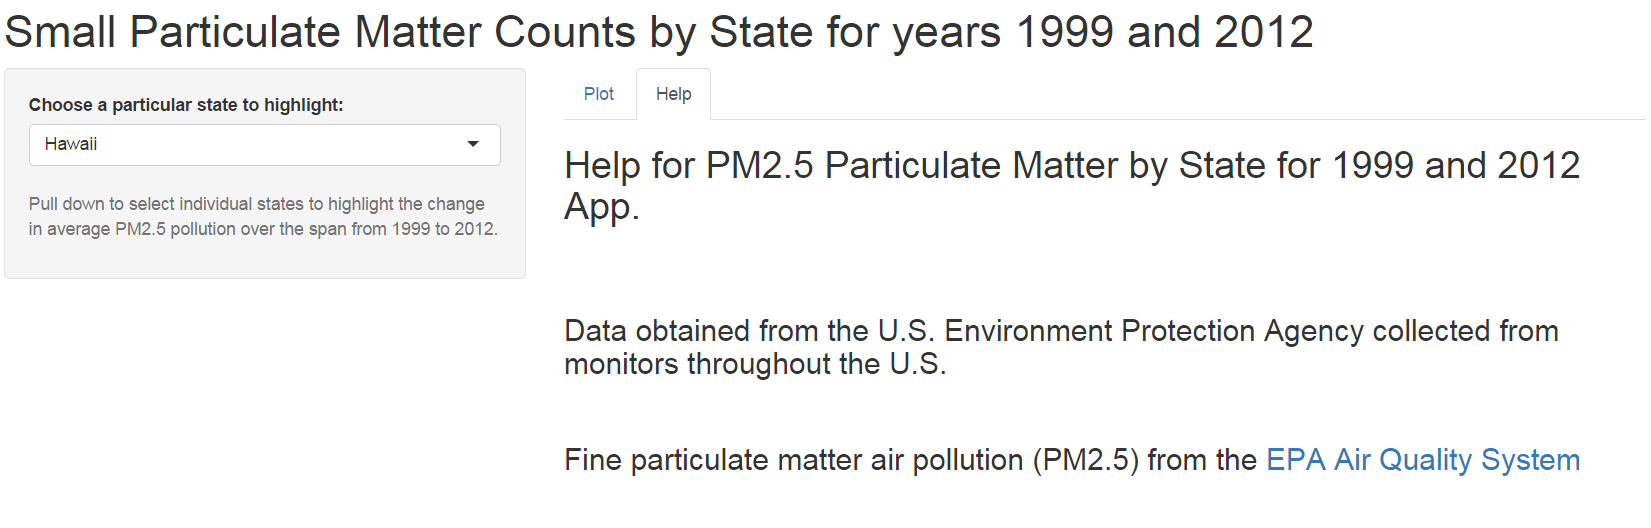 Small Particulate Matter Counts by State for years 1999 and 2012
Choose a particular state to highlight:
Hawaii
Pull down to select individual states to highlight the change
in average PM2.5 pollution over the span from 1999 to 2012.
Plot
Help
Help for PM2.5 Particulate Matter by State for 1999 and 2012
App.
Data obtained from the U.S. Environment Protection Agency collected from
monitors throughout the U.S.
Fine particulate matter air pollution (PM2.5) from the EPA Air Quality System